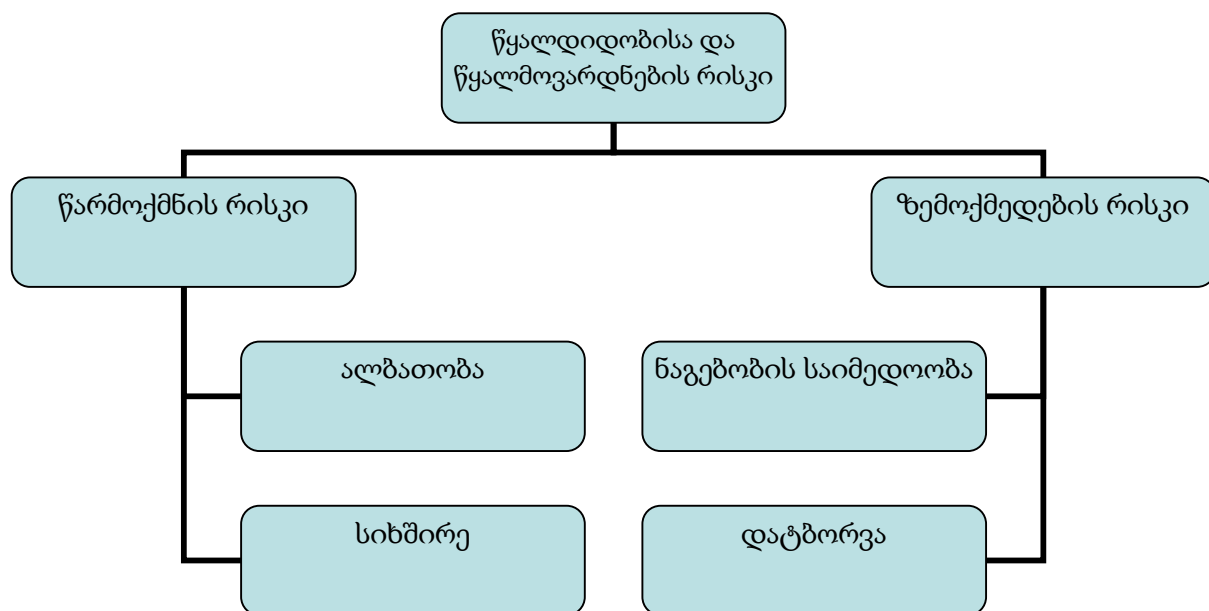 წყალდიდობისა და
წყალმოვარდნების რისკი
წარმოქმნის რისკი
ზემოქმედების რისკი
ალბათობა
ნაგებობის საიმედოობა
სიხშირე
დატბორვა